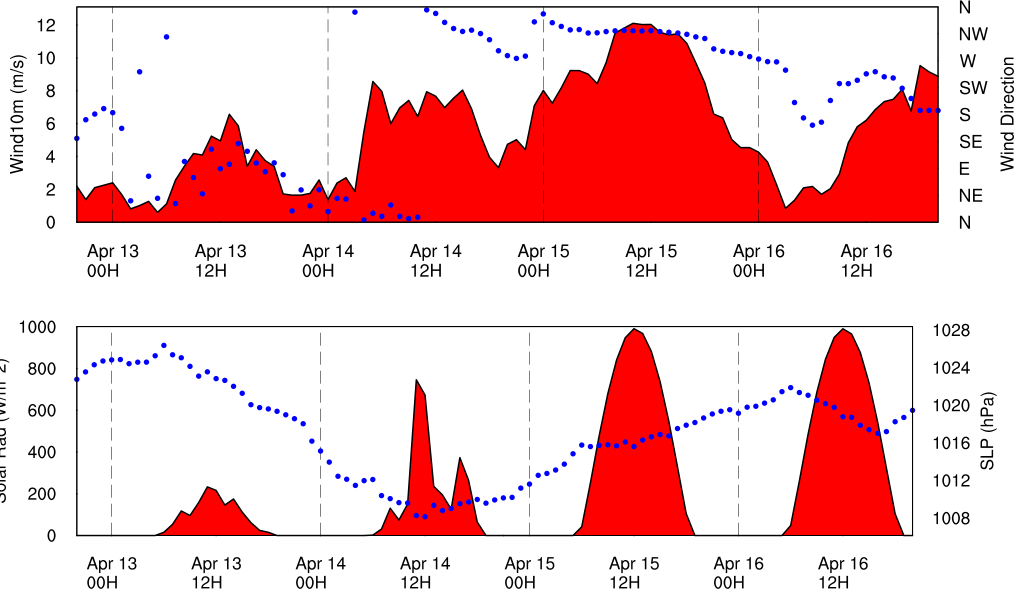 N
12
NW
10
W
8
SW
6
S
4
SE
E
2
NE
0
N
Wind10m (m/s)
Wind Direction
Apr 13 Apr 13 Apr 14 Apr 14 Apr 15 Apr 15 Apr 16 Apr 16
00H 12H 00H 12H 00H 12H 00H 12H
1000
1028
800
1024
600
1020
400
1016
200
1012
0
1008
Solar Rad (W/m^2)
SLP (hPa)
Apr 13 Apr 13 Apr 14 Apr 14 Apr 15 Apr 15 Apr 16 Apr 16
00H 12H 00H 12H 00H 12H 00H 12H